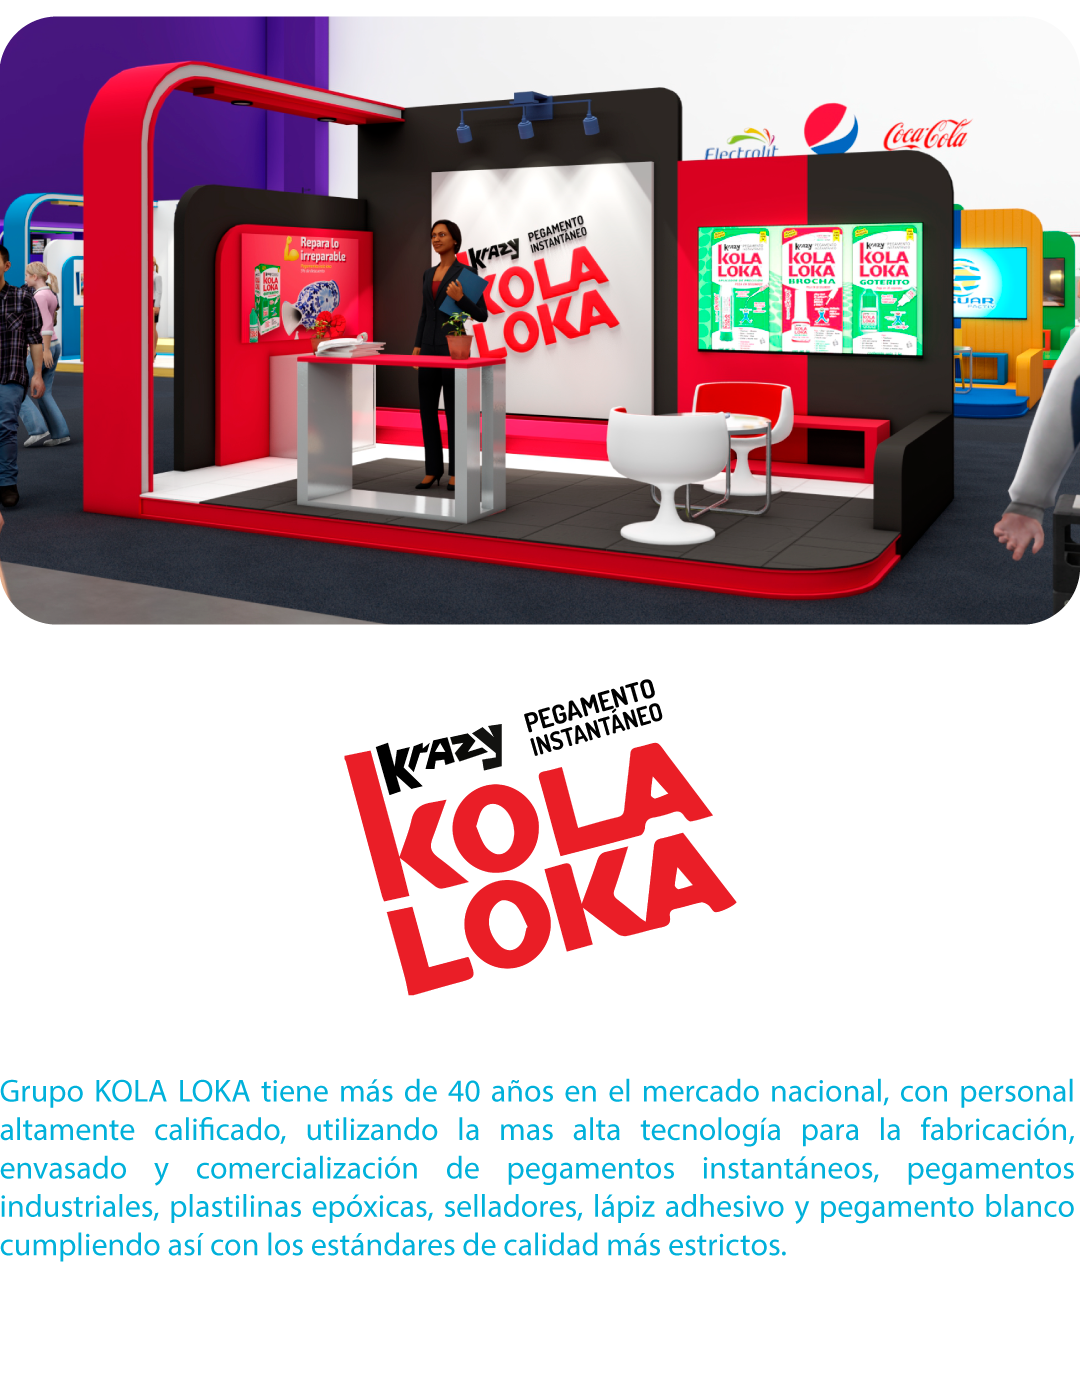 Electrolit
Coca-Cola
Repara lo
irreparable
krazy PEGAMENTO
INSTANTÁNEO
KOLA
LOKA
krazy
KOLA
LOKA
krazy
KOLA
LOKA
BROCHA
krazy
KOLA
LOKA
GOTERITO
KOLA
LOKA
krazy PEGAMENTO
INSTANTÁNEO
KOLA
LOKA
Grupo KOLA LOKA tiene más de 40 años en el mercado nacional, con personal
altamente calificado, utilizando la mas alta tecnología para la fabricación,
envasado y comercialización de pegamentos instantáneos, pegamentos
industriales, plastilinas epóxicas, selladores, lápiz adhesivo y pegamento blanco
cumpliendo así con los estándares de calidad más estrictos.